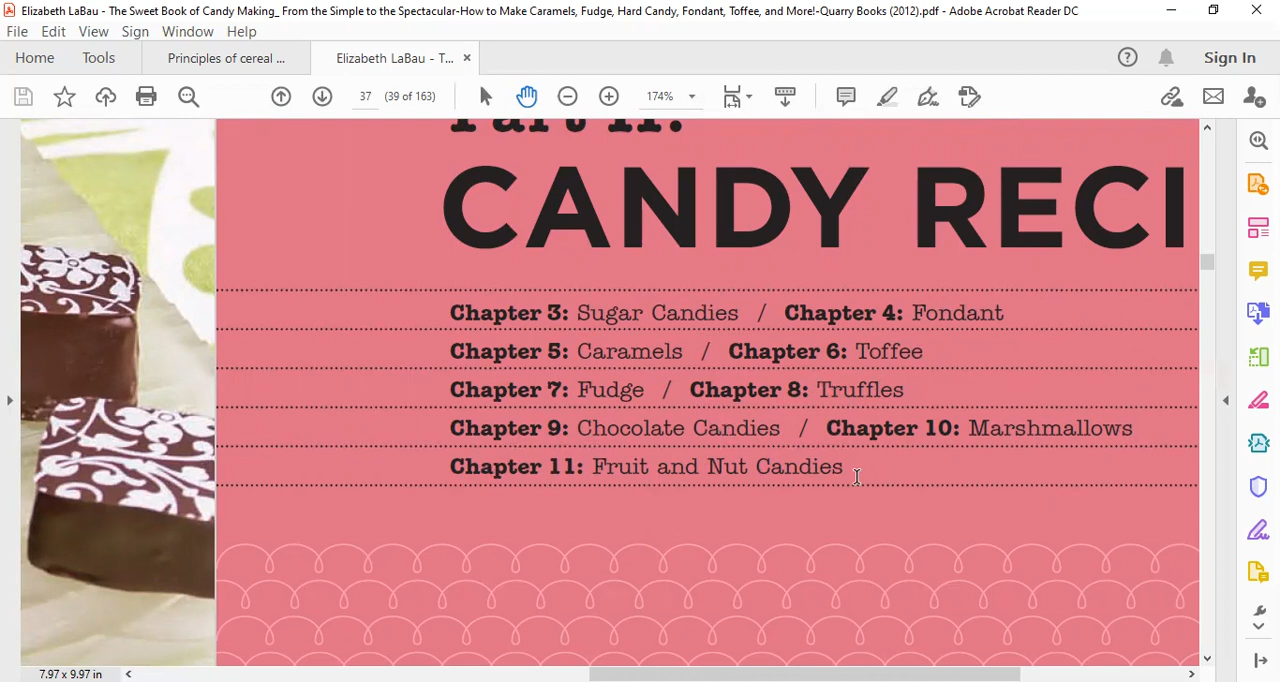 Elizabeth LaBau - The Sweet Book of Candy Making_ From the Simple to the Spectacular-How to Make Caramels, Fudge, Hard Candy, Fondant, Toffee, and More!-Quarry Books (2012).pdf - Adobe Acrobat Reader DC
File Edit View Sign Window Help
Home Tools Principles of cereal ... Elizabeth LaBau - T... Sign In
37 (39 of 163) 174%
Part II:
CANDY RECI
Chapter 3: Sugar Candies / Chapter 4: Fondant
Chapter 5: Caramels / Chapter 6: Toffee
Chapter 7: Fudge / Chapter 8: Truffles
Chapter 9: Chocolate Candies / Chapter 10: Marshmallows
Chapter 11: Fruit and Nut Candies
7.97 x 9.97 in